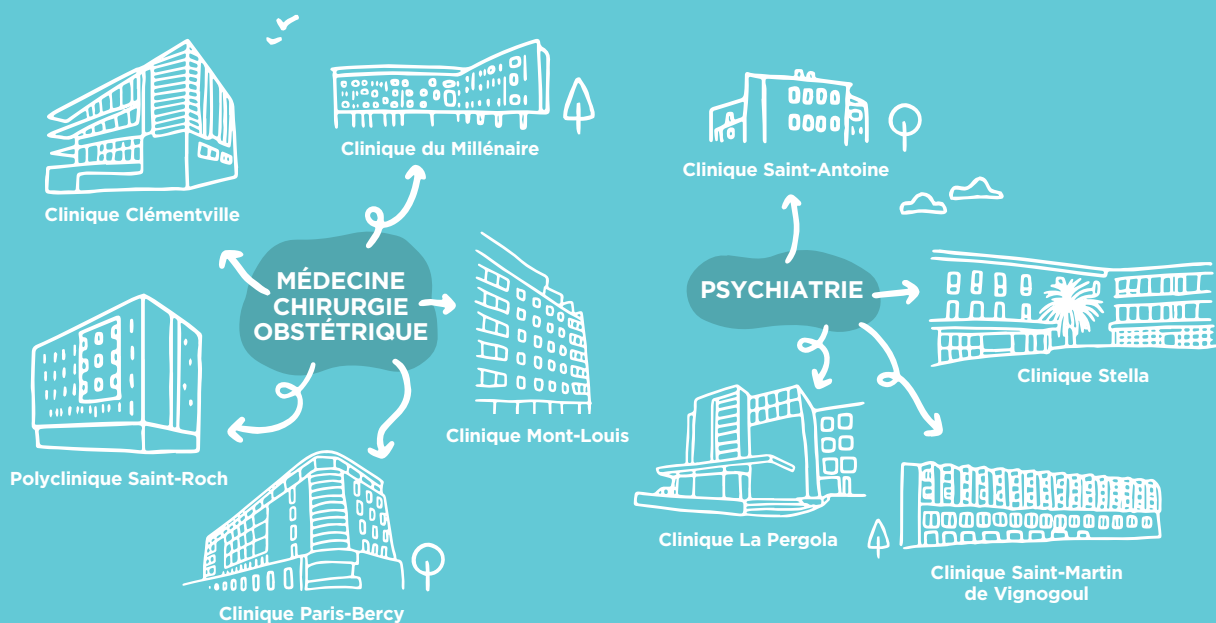 Clinique du Millénaire
Clinique Clémentville
MÉDECINE
CHIRURGIE
OBSTÉTRIQUE
Clinique Mont-Louis
Polyclinique Saint-Roch
Clinique Paris-Bercy
Clinique Saint-Antoine
PSYCHIATRIE
Clinique Stella
Clinique La Pergola
Clinique Saint-Martin
de Vignogoul